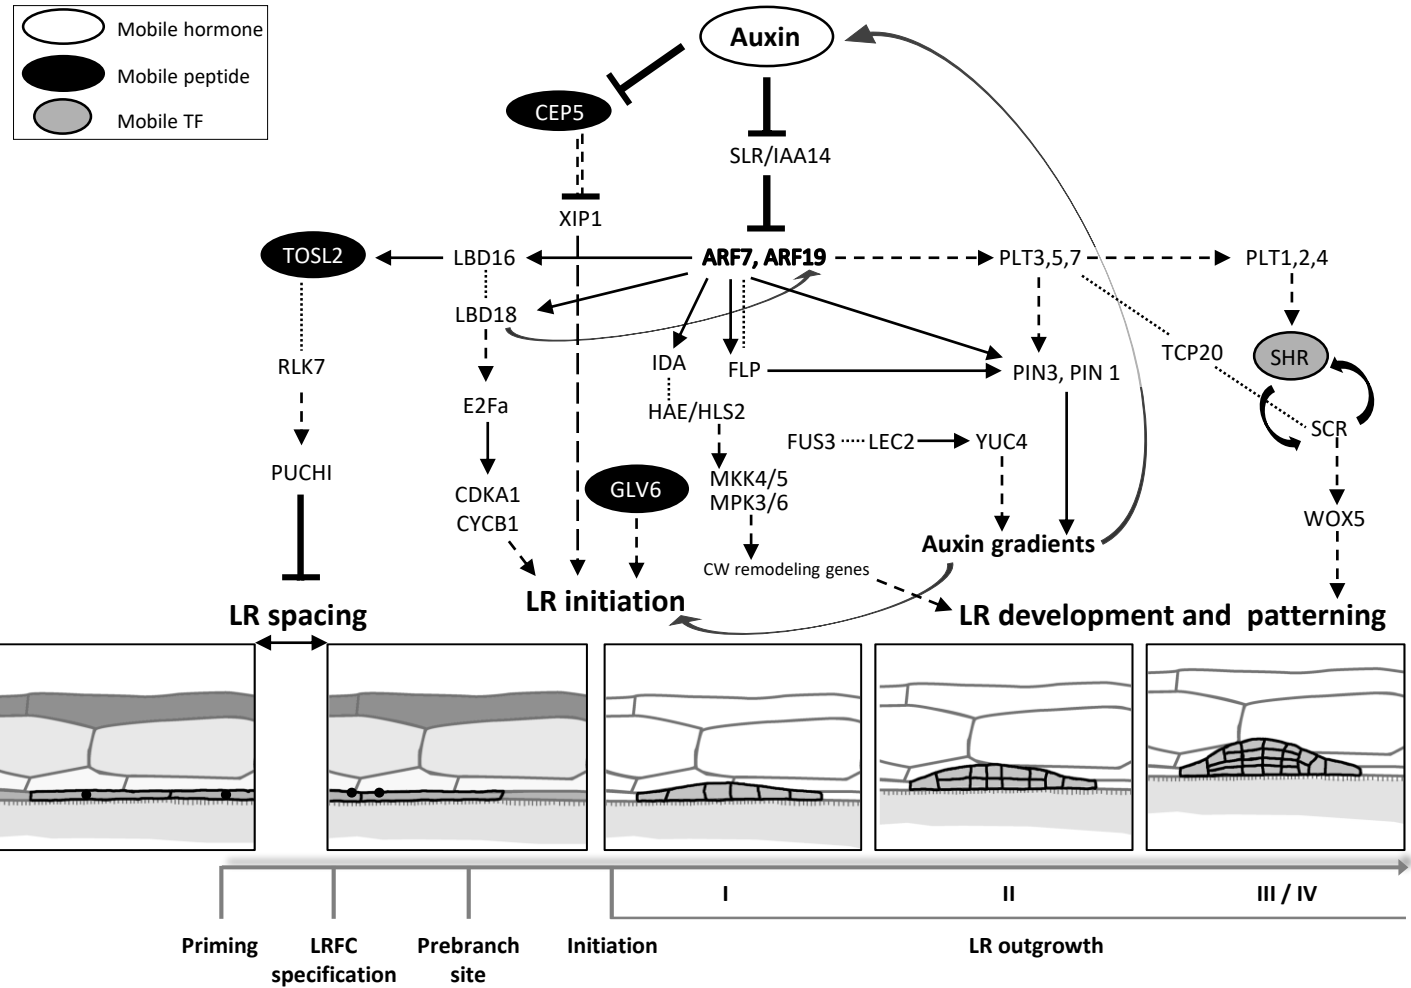 Mobile hormone
Mobile peptide
Mobile TF
Auxin
CEP5
SLR/IAA14
XIP1
TOSL2
LBD16
ARF7, ARF19
PLT3,5,7
PLT1,2,4
LBD18
RLK7
IDA
FLP
PIN3, PIN 1
TCP20
SHR
E2Fa
HAE/HLS2
FUS3
LEC2
YUC4
SCR
PUCHI
CDKA1
CYCB1
GLV6
MKK4/5
MPK3/6
WOX5
Auxin gradients
CW remodeling genes
LR spacing
LR initiation
LR development and patterning
I
II
III / IV
Priming
LRFC
specification
Prebranch
site
Initiation
LR outgrowth